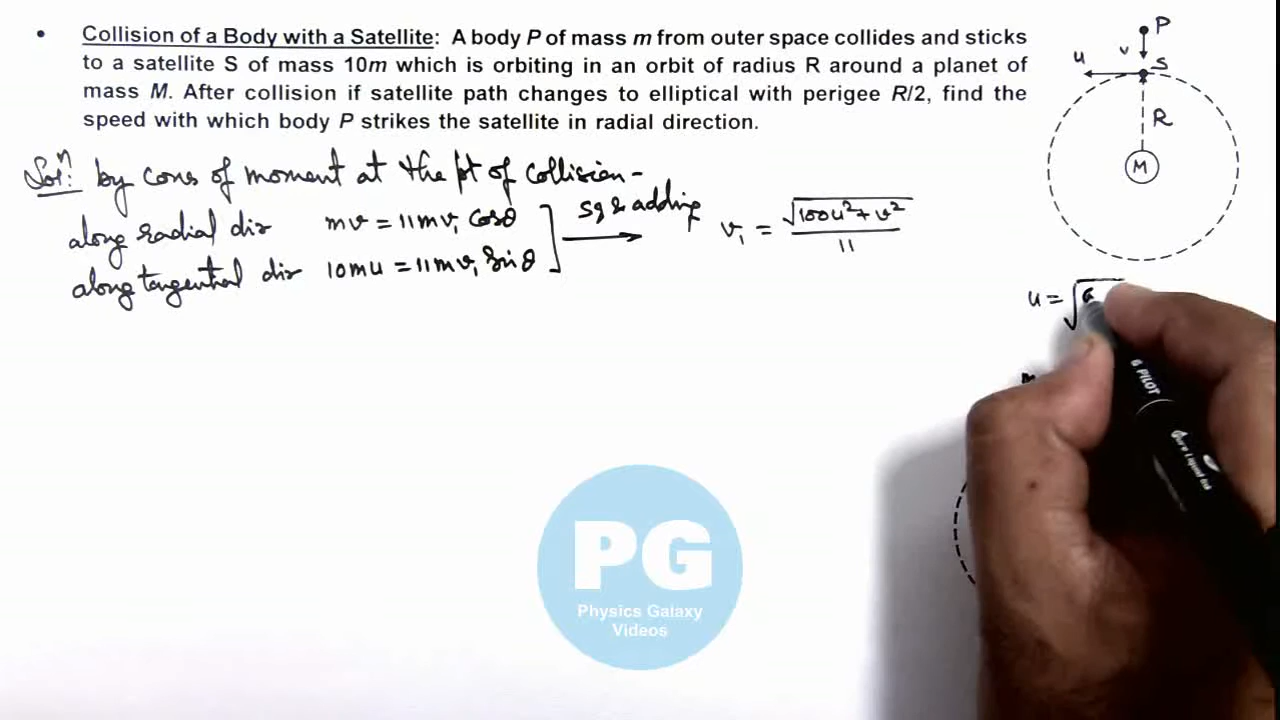 • Collision of a Body with a Satellite: A body P of mass m from outer space collides and sticks
to a satellite S of mass 10m which is orbiting in an orbit of radius R around a planet of
mass M. After collision if satellite path changes to elliptical with perigee R/2, find the
speed with which body P strikes the satellite in radial direction.
P
v
u
S
R
M
Solⁿ: by cons of moment at the pt of collision -
along radial dir mv = 11mv₁ cosθ
along tangential dir 10mu = 11mv₁ sinθ
sq & adding
v₁ = √(100u² + v²) / 11
u = √
PG
Physics Galaxy
Videos
G PILOT